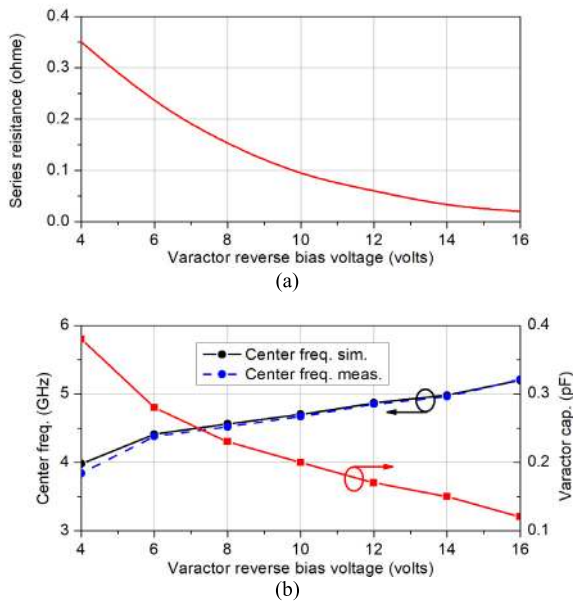 0.4
0.3
0.2
0.1
0.0
Series reisitance (ohme)
4 6 8 10 12 14 16
Varactor reverse bias voltage (volts)
(a)
6
5
4
3
Center freq. (GHz)
Center freq. sim.
Center freq. meas.
0.4
0.3
0.2
0.1
Varactor cap. (pF)
4 6 8 10 12 14 16
Varactor reverse bias voltage (volts)
(b)